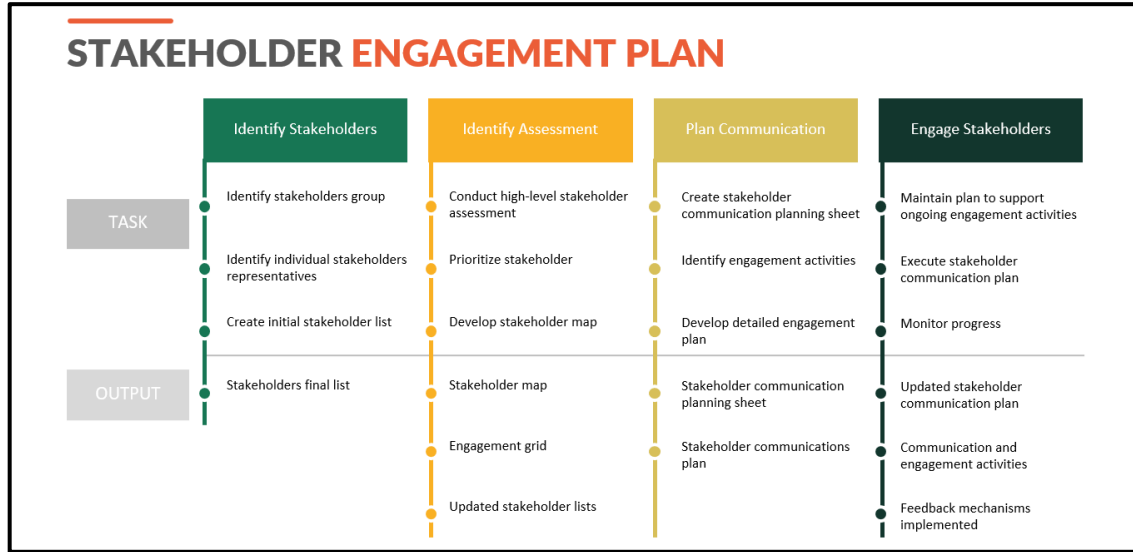 STAKEHOLDER ENGAGEMENT PLAN
Identify Stakeholders
Identify Assessment
Plan Communication
Engage Stakeholders
TASK
Identify stakeholders group
Conduct high-level stakeholder
assessment
Create stakeholder
communication planning sheet
Maintain plan to support
ongoing engagement activities
Identify individual stakeholders
representatives
Prioritize stakeholder
Identify engagement activities
Execute stakeholder
communication plan
Create initial stakeholder list
Develop stakeholder map
Develop detailed engagement
plan
Monitor progress
OUTPUT
Stakeholders final list
Stakeholder map
Stakeholder communication
planning sheet
Updated stakeholder
communication plan
Engagement grid
Stakeholder communications
plan
Communication and
engagement activities
Updated stakeholder lists
Feedback mechanisms
implemented